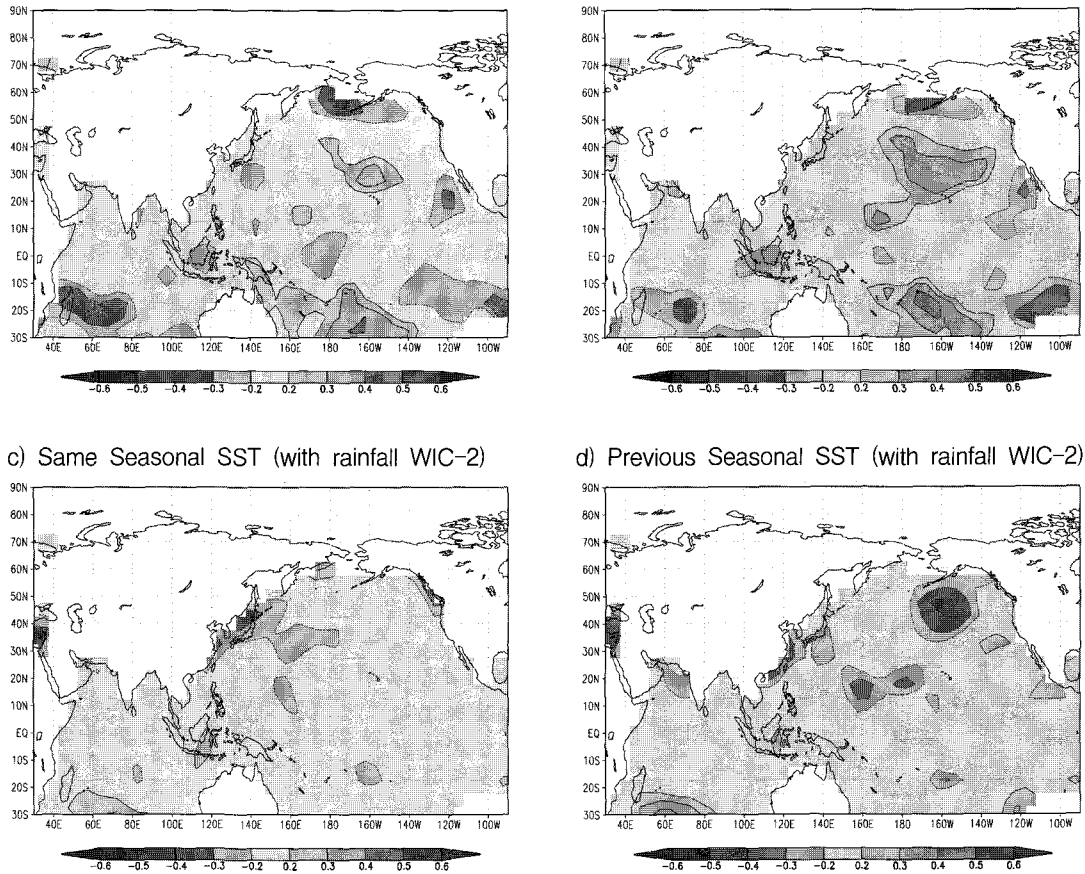 90N
80N
70N
60N
50N
40N
30N
20N
10N
EQ
10S
20S
30S
40E 60E 80E 100E 120E 140E 160E 180 160W 140W 120W 100W
-0.6 -0.5 -0.4 -0.3 -0.2 0.2 0.3 0.4 0.5 0.6
90N
80N
70N
60N
50N
40N
30N
20N
10N
EQ
10S
20S
30S
40E 60E 80E 100E 120E 140E 160E 180 160W 140W 120W 100W
-0.6 -0.5 -0.4 -0.3 -0.2 0.2 0.3 0.4 0.5 0.6
c) Same Seasonal SST (with rainfall WIC-2)
90N
80N
70N
60N
50N
40N
30N
20N
10N
EQ
10S
20S
30S
40E 60E 80E 100E 120E 140E 160E 180 160W 140W 120W 100W
-0.6 -0.5 -0.4 -0.3 -0.2 0.2 0.3 0.4 0.5 0.6
d) Previous Seasonal SST (with rainfall WIC-2)
90N
80N
70N
60N
50N
40N
30N
20N
10N
EQ
10S
20S
30S
40E 60E 80E 100E 120E 140E 160E 180 160W 140W 120W 100W
-0.6 -0.5 -0.4 -0.3 -0.2 0.2 0.3 0.4 0.5 0.6